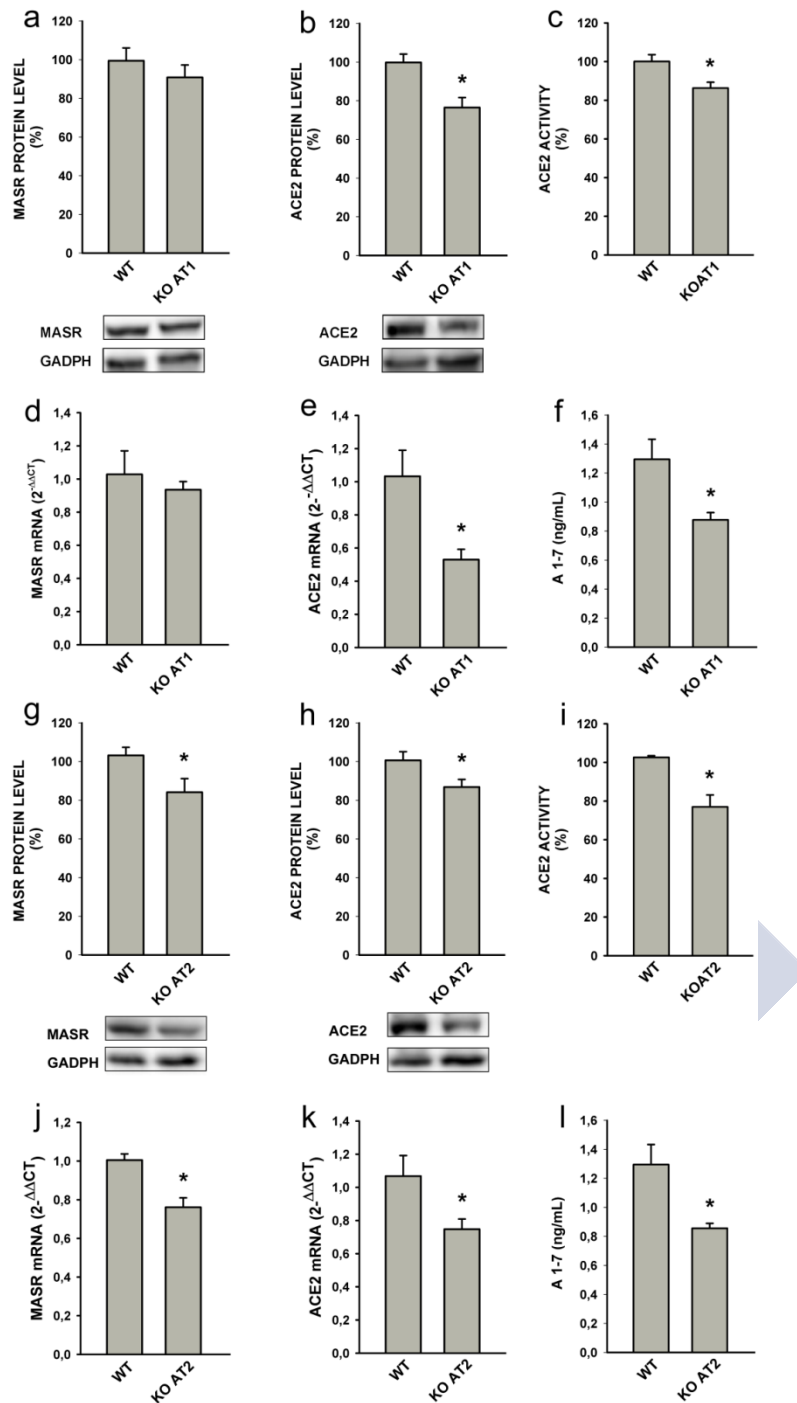 a
MASR PROTEIN LEVEL
(%)
120
100
80
60
40
20
0
WT
KO AT1
MASR
GADPH
b
ACE2 PROTEIN LEVEL
(%)
120
100
80
60
40
20
0
WT
*
KO AT1
ACE2
GADPH
c
ACE2 ACTIVITY
(%)
120
100
80
60
40
20
0
WT
*
KOAT1
d
MASR mRNA (2-ΔΔCT)
1,4
1,2
1,0
0,8
0,6
0,4
0,2
0,0
WT
KO AT1
e
ACE2 mRNA (2-ΔΔCT)
1,4
1,2
1,0
0,8
0,6
0,4
0,2
0,0
WT
*
KO AT1
f
A 1-7 (ng/mL)
1,6
1,4
1,2
1,0
0,8
0,6
0,4
0,2
0,0
WT
*
KO AT1
g
MASR PROTEIN LEVEL
(%)
120
100
80
60
40
20
0
WT
*
KO AT2
MASR
GADPH
h
ACE2 PROTEIN LEVEL
(%)
120
100
80
60
40
20
0
WT
*
KO AT2
ACE2
GADPH
i
ACE2 ACTIVITY
(%)
120
100
80
60
40
20
0
WT
*
KOAT2
j
MASR mRNA (2-ΔΔCT)
1,2
1,0
0,8
0,6
0,4
0,2
0,0
WT
*
KO AT2
k
ACE2 mRNA (2-ΔΔCT)
1,4
1,2
1,0
0,8
0,6
0,4
0,2
0,0
WT
*
KO AT2
l
A 1-7 (ng/mL)
1,6
1,4
1,2
1,0
0,8
0,6
0,4
0,2
0,0
WT
*
KO AT2